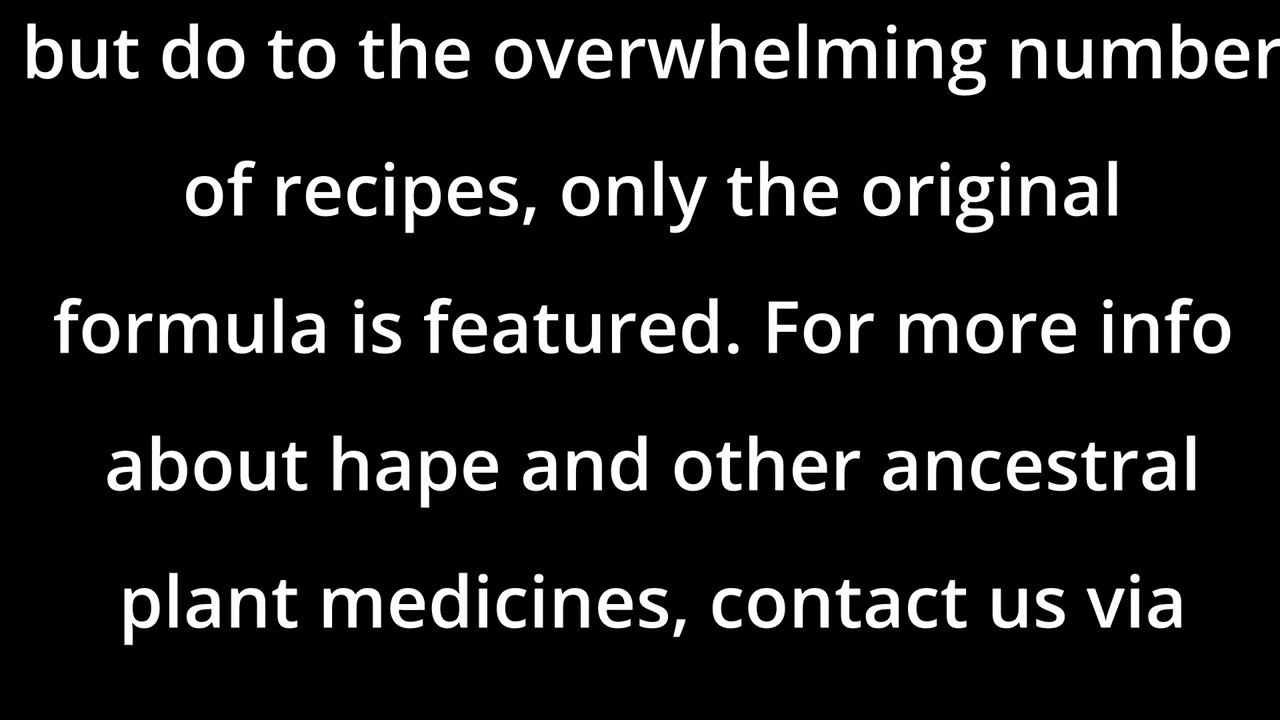 but do to the overwhelming number
of recipes, only the original
formula is featured. For more info
about hape and other ancestral
plant medicines, contact us via